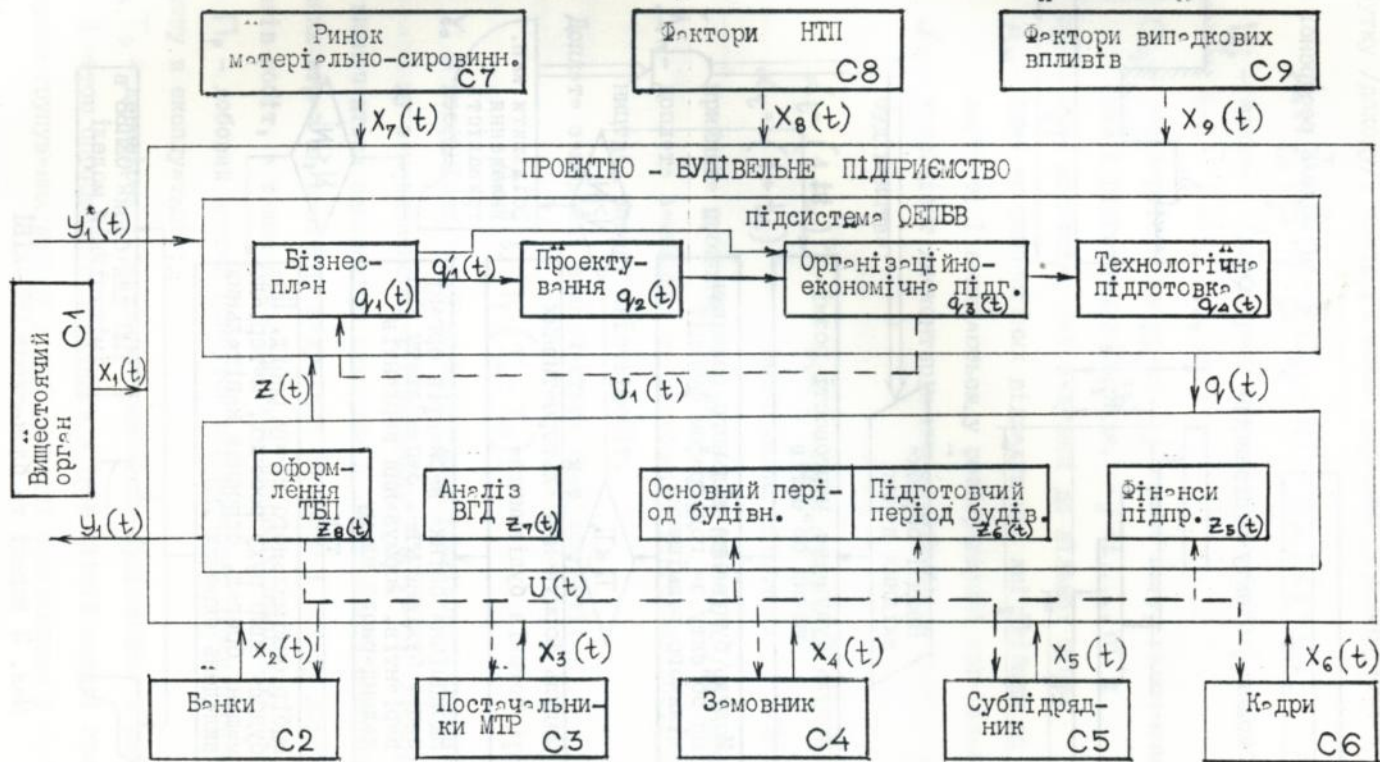 Ринок
матеріально-сировинн.
C7
Фактори НТП
C8
Фактори випадкових
впливів
C9
X₇(t)
X₈(t)
X₉(t)
ПРОЕКТНО - БУДІВЕЛЬНЕ ПІДПРИЄМСТВО
y₁*(t)
підсистема ОЕПБВ
Бізнес-
план
q₁(t)
q₁'(t)
Проекту-
вання
q₂(t)
Організаційно-
економічна підг.
q₃(t)
Технологічна
підготовка
q₄(t)
Вищестоячий
орган
C1
X₁(t)
Z(t)
U₁(t)
q(t)
оформ-
лення
ТБП
Z₈(t)
Аналіз
ВГД
Z₇(t)
Основний пері-
од будівн.
Підготовчий
період будів.
Z₆(t)
Фінанси
підпр.
Z₅(t)
y₁(t)
U(t)
X₂(t)
X₃(t)
X₄(t)
X₅(t)
X₆(t)
Банки
C2
Постачальни-
ки МТР
C3
Замовник
C4
Субпідряд-
ник
C5
Кадри
C6